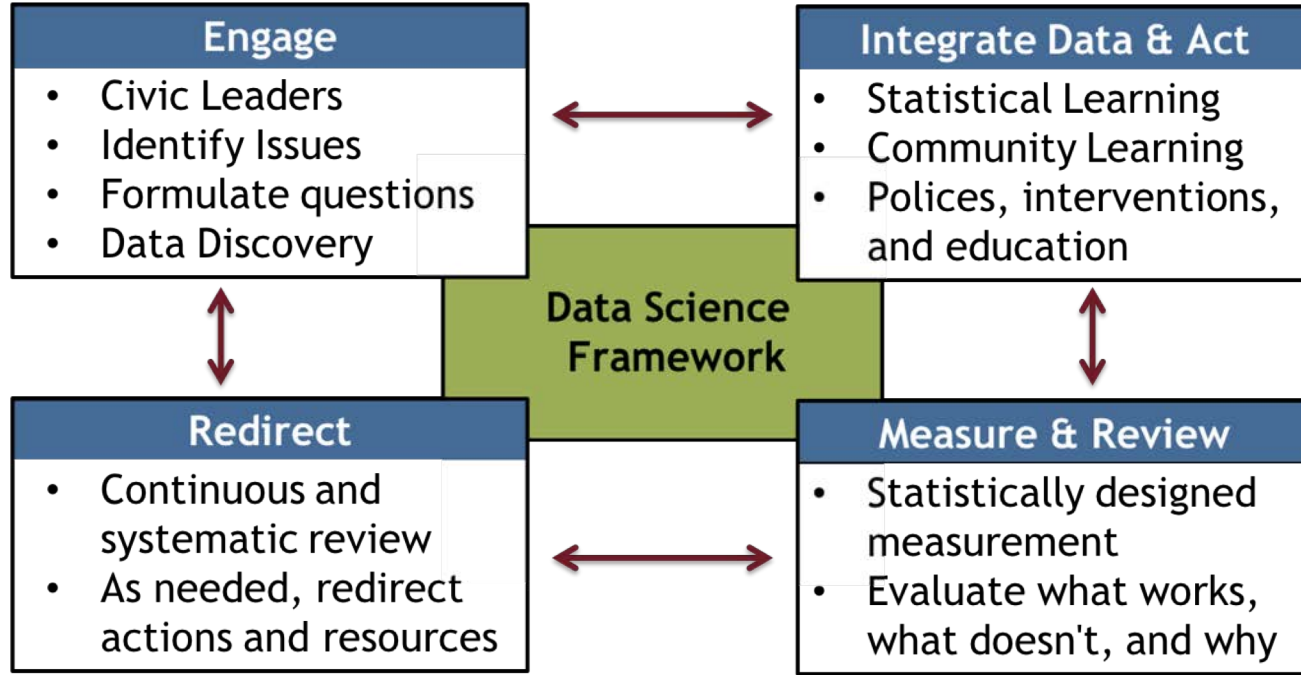 Engage
• Civic Leaders
• Identify Issues
• Formulate questions
• Data Discovery
Integrate Data & Act
• Statistical Learning
• Community Learning
• Polices, interventions,
and education
Data Science
Framework
Redirect
• Continuous and
systematic review
• As needed, redirect
actions and resources
Measure & Review
• Statistically designed
measurement
• Evaluate what works,
what doesn't, and why